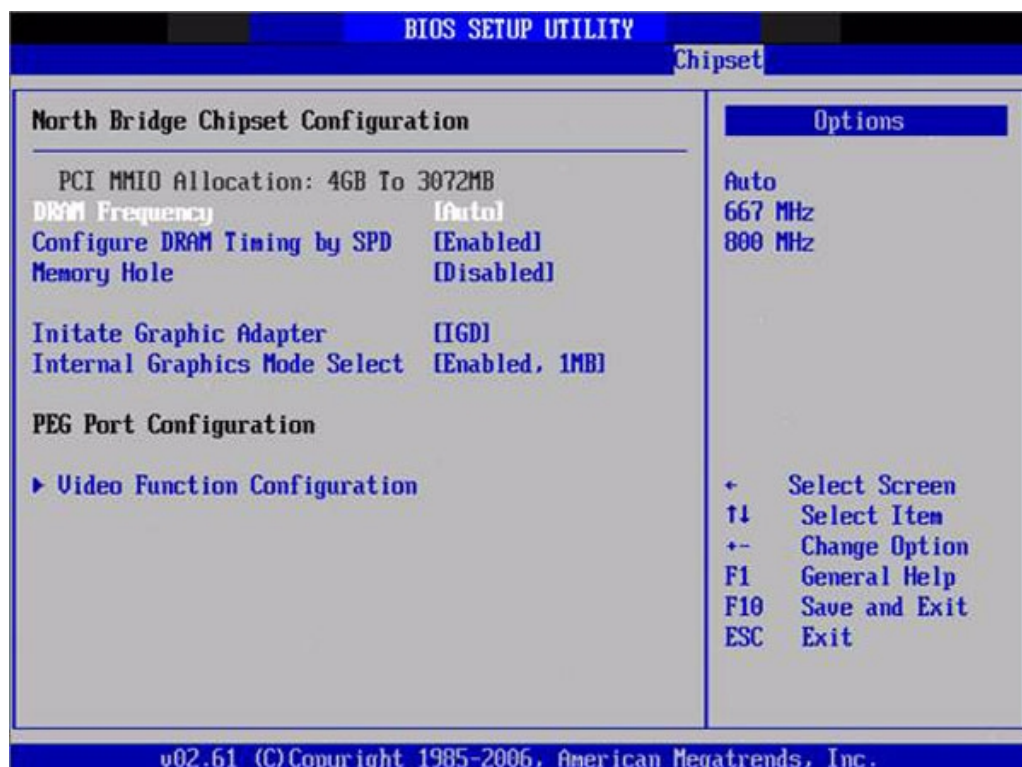 BIOS SETUP UTILITY
Chipset
North Bridge Chipset Configuration
PCI MMIO Allocation: 4GB To 3072MB
DRAM Frequency [Auto]
Configure DRAM Timing by SPD [Enabled]
Memory Hole [Disabled]
Initate Graphic Adapter [IGD]
Internal Graphics Mode Select [Enabled, 1MB]
PEG Port Configuration
▶ Video Function Configuration
Options
Auto
667 MHz
800 MHz
← Select Screen
↑↓ Select Item
+- Change Option
F1 General Help
F10 Save and Exit
ESC Exit
v02.61 (C)Copyright 1985-2006, American Megatrends, Inc.